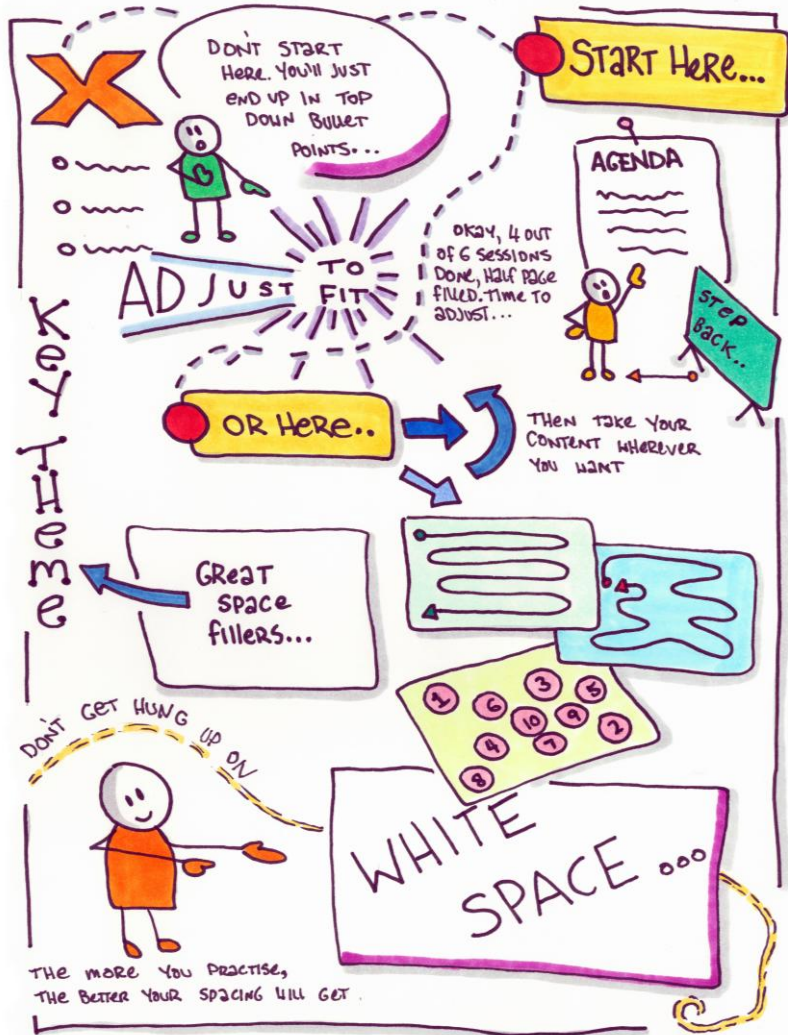 DON'T START
HERE. YOU'LL JUST
END UP IN TOP
DOWN BULLET
POINTS...
START HERE...
AGENDA
ADJUST TO
FIT
OKAY, 4 OUT
OF 6 SESSIONS
DONE, HALF PAGE
FILLED. TIME TO
ADJUST...
STEP
BACK..
KEY THEME
OR HERE..
THEN TAKE YOUR
CONTENT WHEREVER
YOU WANT
GREAT
SPACE
FILLERS...
1
6
3
5
4
10
9
2
7
8
DON'T GET HUNG UP ON
WHITE
SPACE...
THE MORE YOU PRACTISE,
THE BETTER YOUR SPACING WILL GET.